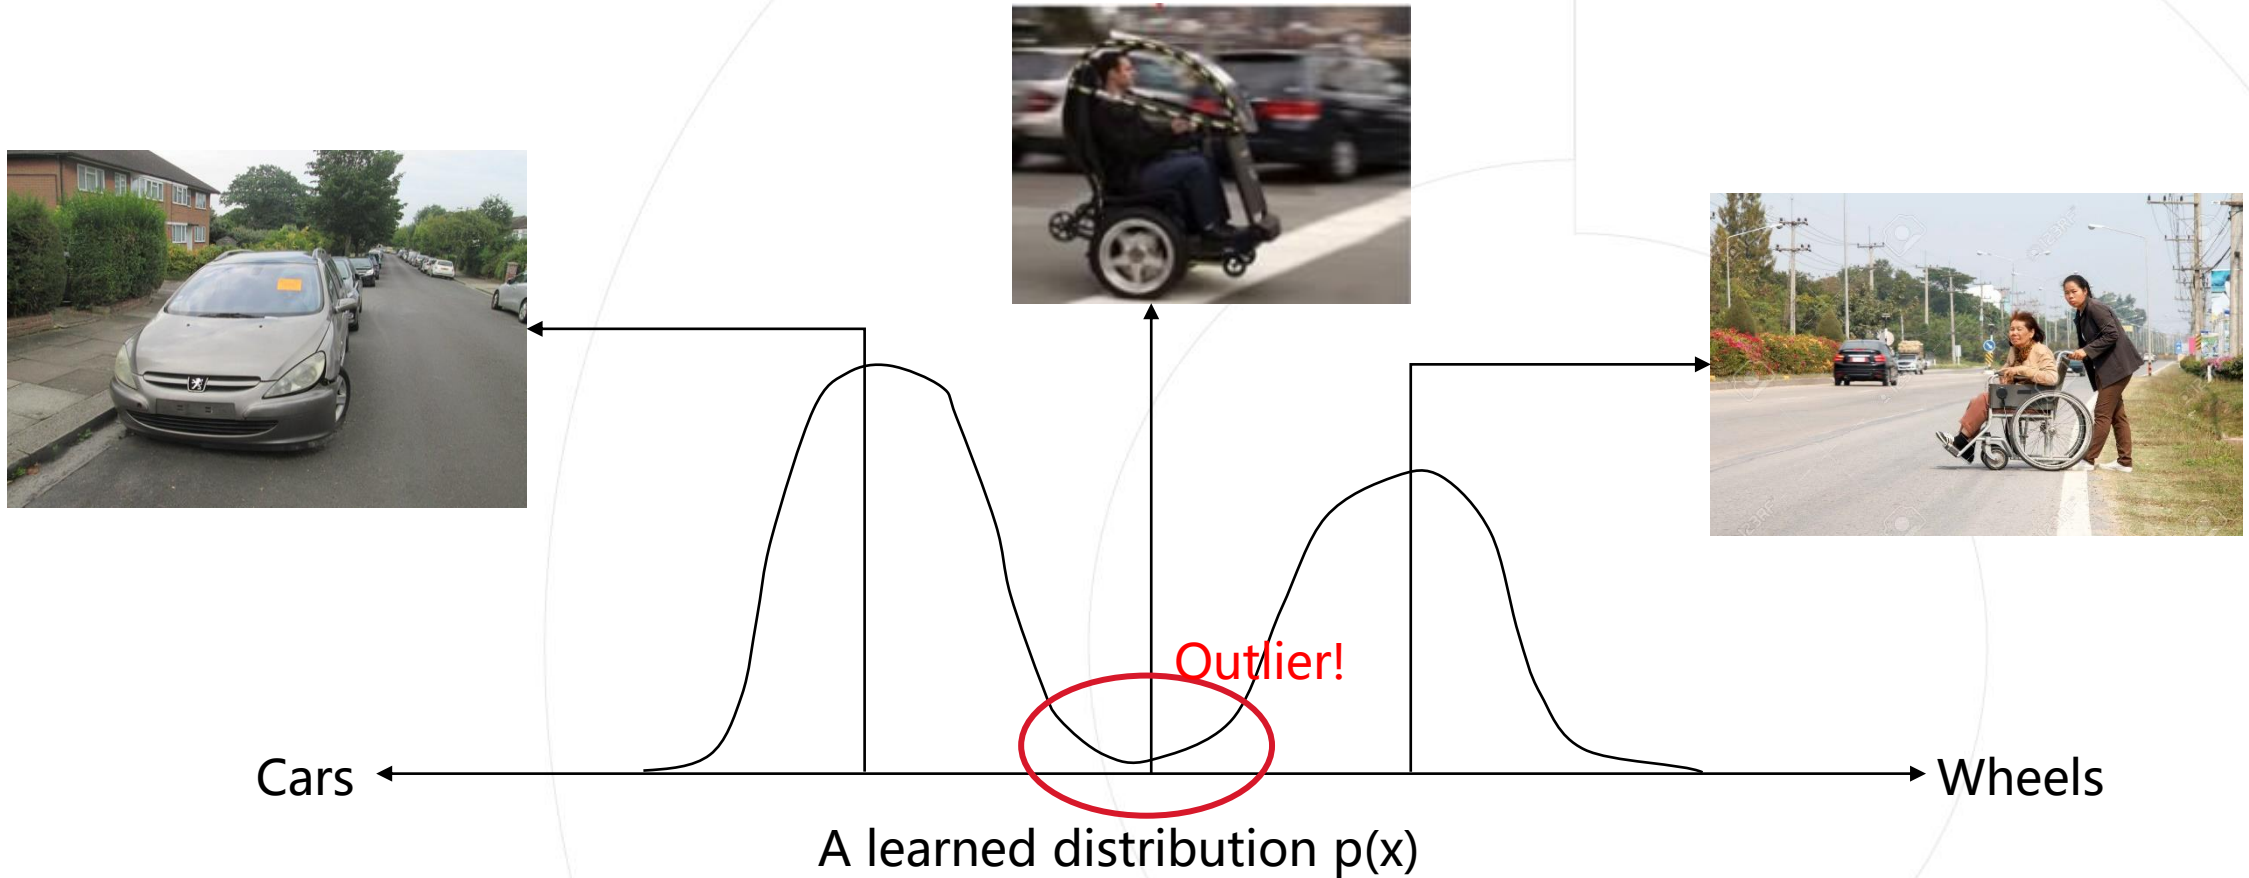 Outlier!
Cars
Wheels
A learned distribution p(x)